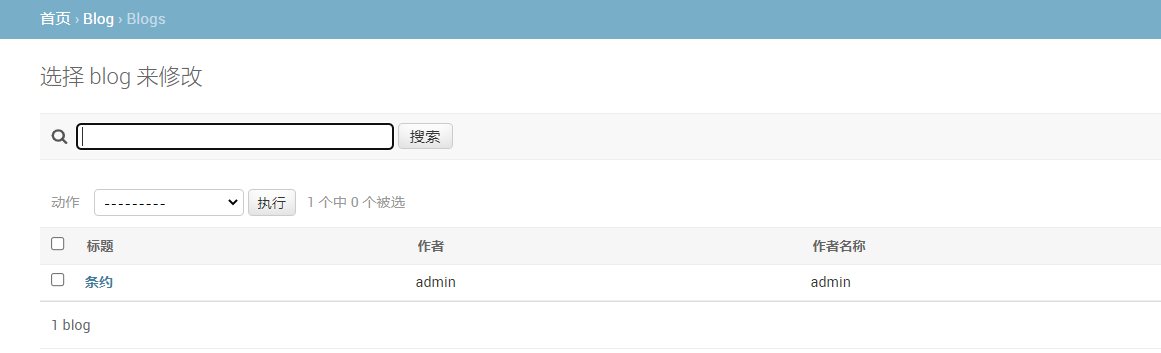 首页 › Blog › Blogs
选择 blog 来修改
搜索
动作 --------- 执行 1 个中 0 个被选
标题 作者 作者名称
条约 admin admin
1 blog